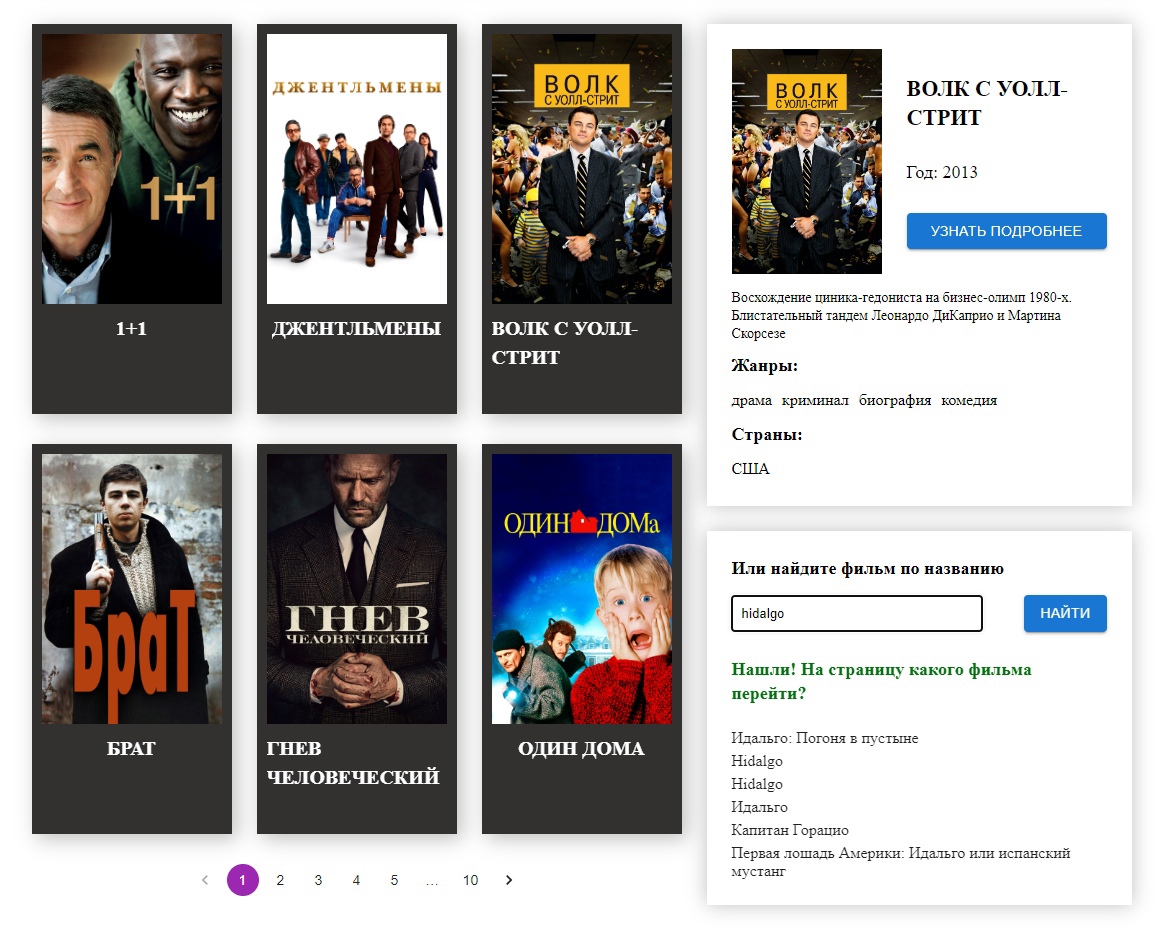 1+1
1+1
ДЖЕНТЛЬМЕНЫ
ДЖЕНТЛЬМЕНЫ
ВОЛК
С УОЛЛ-СТРИТ
ВОЛК С УОЛЛ-
СТРИТ
БраТ
БРАТ
ГНЕВ
ЧЕЛОВЕЧЕСКИЙ
ГНЕВ
ЧЕЛОВЕЧЕСКИЙ
ОДИН ДОМа
ОДИН ДОМА
1 2 3 4 5 ... 10
ВОЛК
С УОЛЛ-СТРИТ
ВОЛК С УОЛЛ-
СТРИТ
Год: 2013
УЗНАТЬ ПОДРОБНЕЕ
Восхождение циника-гедониста на бизнес-олимп 1980-х.
Блистательный тандем Леонардо ДиКаприо и Мартина
Скорсезе
Жанры:
драма криминал биография комедия
Страны:
США
Или найдите фильм по названию
hidalgo
НАЙТИ
Нашли! На страницу какого фильма
перейти?
Идальго: Погоня в пустыне
Hidalgo
Hidalgo
Идальго
Капитан Горацио
Первая лошадь Америки: Идальго или испанский
мустанг